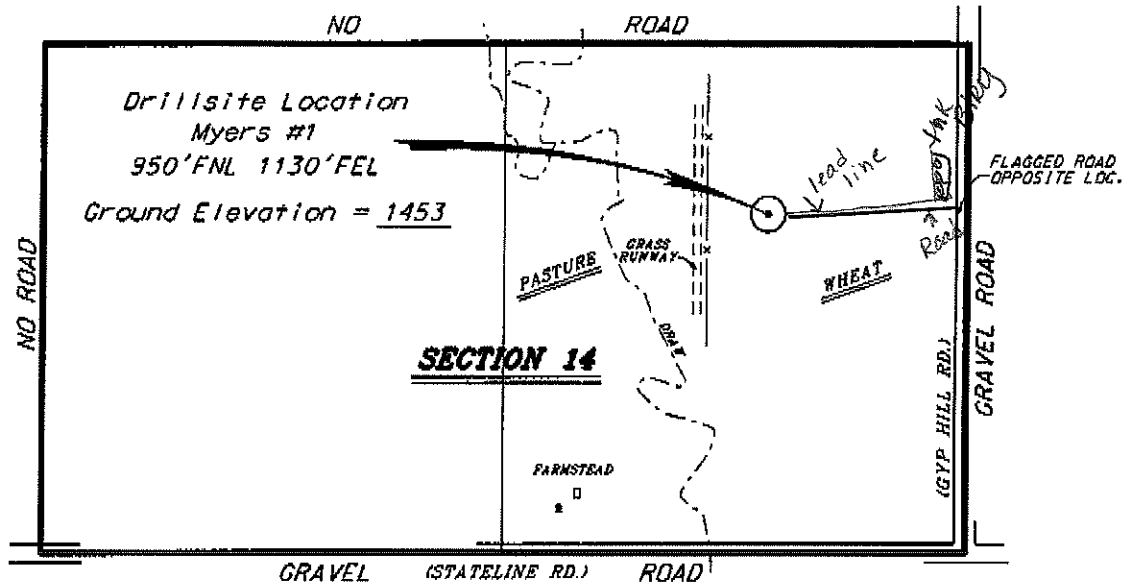 NO ROAD
Drillsite Location
Myers #1
950'FNL 1130'FEL
Ground Elevation = 1453
NO ROAD
lead
line
tnk
Btry
Road
FLAGGED ROAD
OPPOSITE LOC.
GRASS
RUNWAY
PASTURE
WHEAT
DRAW
SECTION 14
(GYP HILL RD.)
GRAVEL ROAD
FARMSTEAD
GRAVEL (STATELINE RD.) ROAD